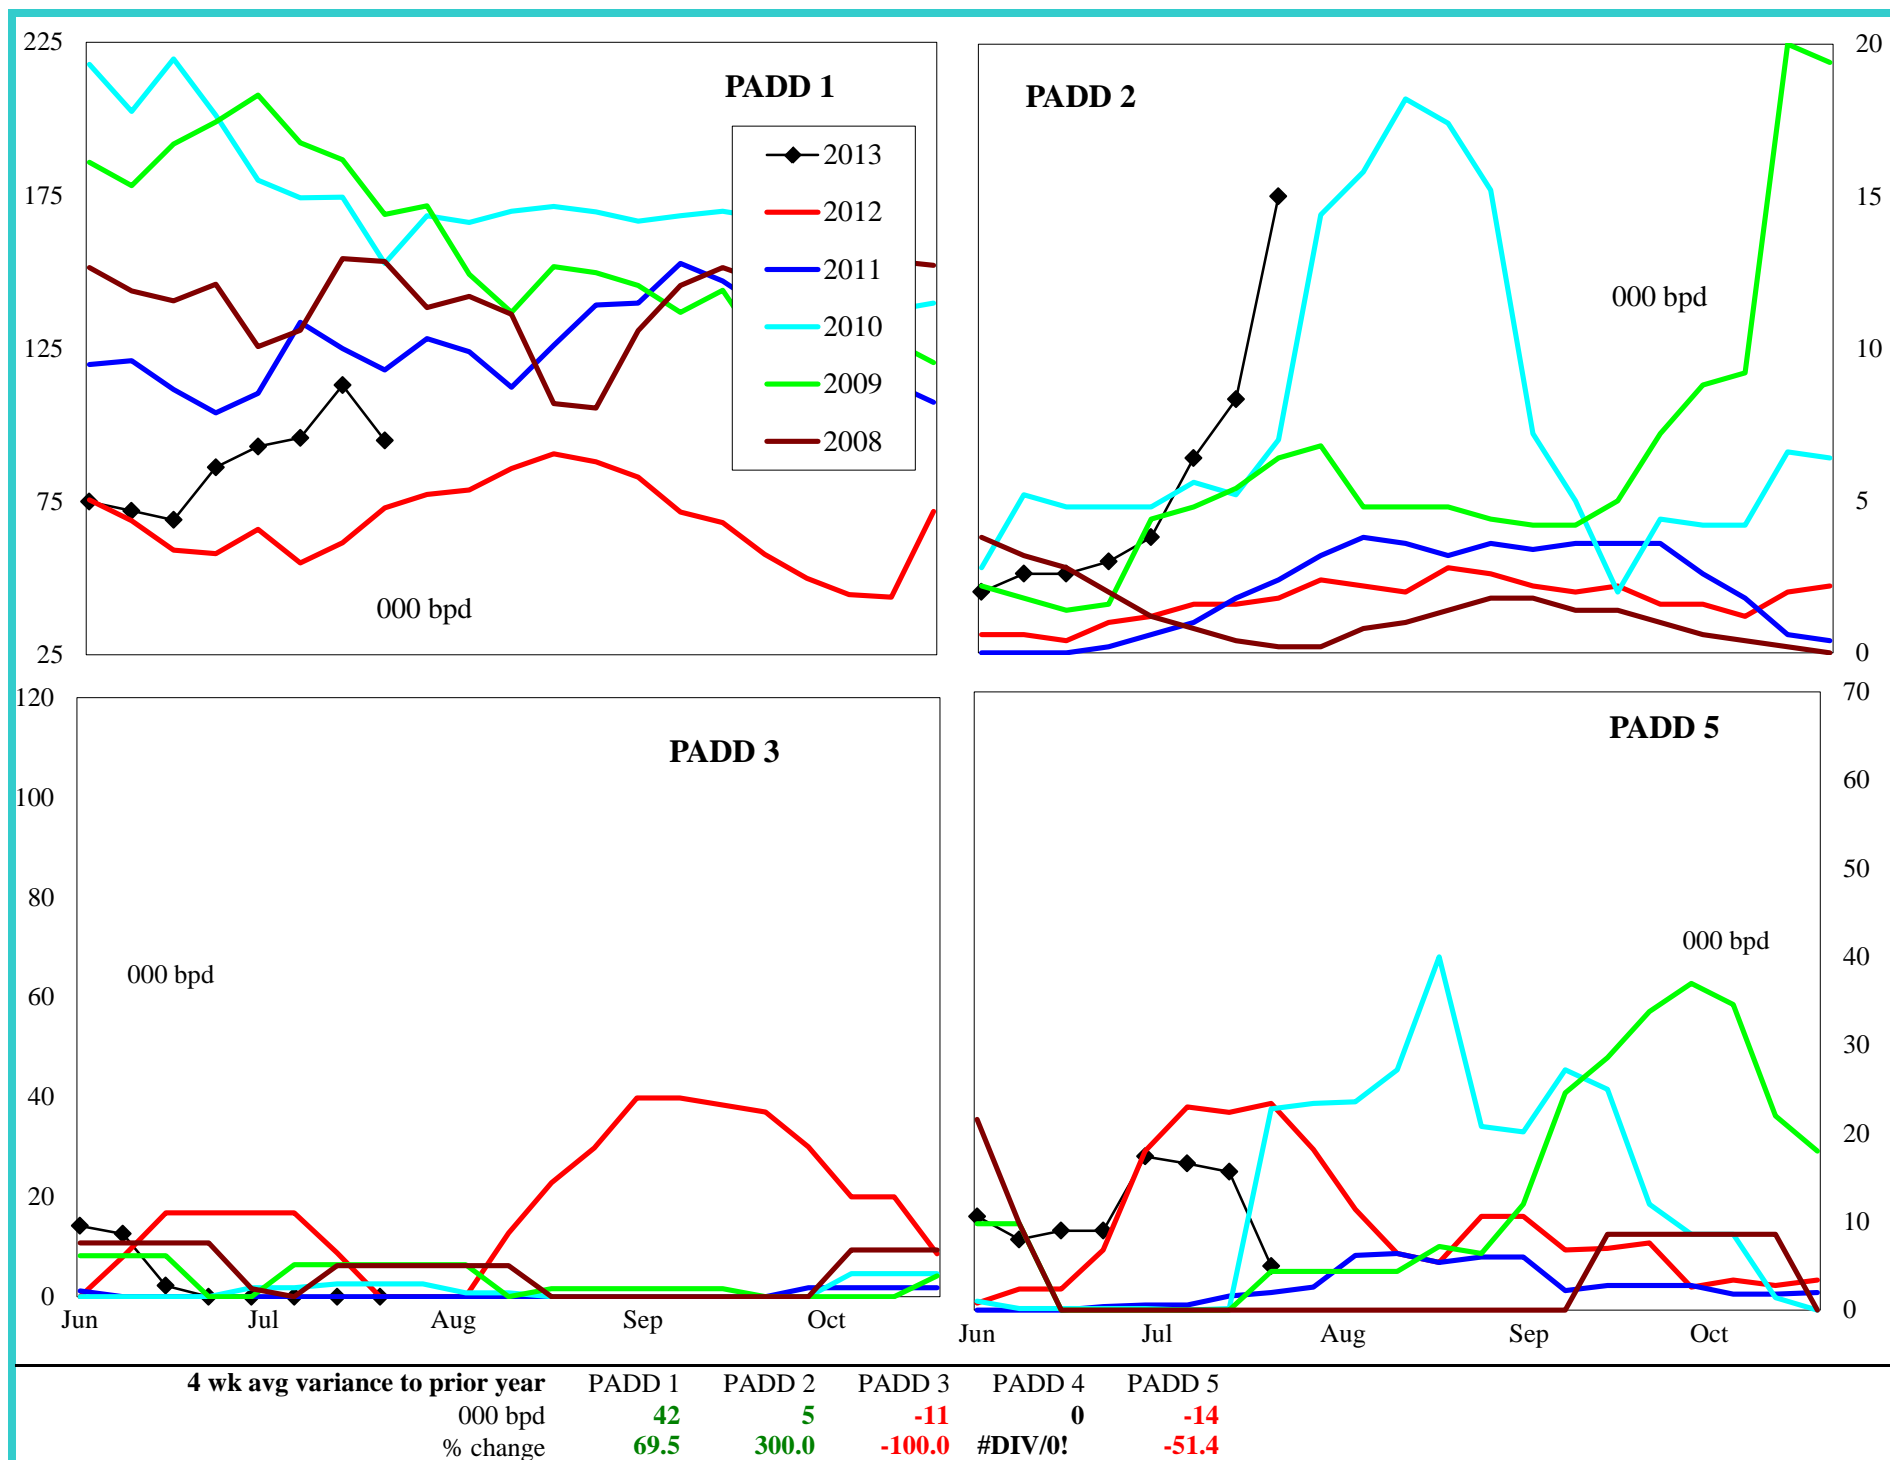 225
175
125
75
25
PADD 1
2013
2012
2011
2010
2009
2008
000 bpd
PADD 2
000 bpd
20
15
10
5
0
120
100
80
60
40
20
0
PADD 3
000 bpd
Jun Jul Aug Sep Oct
PADD 5
000 bpd
70
60
50
40
30
20
10
0
Jun Jul Aug Sep Oct
4 wk avg variance to prior year PADD 1 PADD 2 PADD 3 PADD 4 PADD 5
000 bpd 42 5 -11 0 -14
% change 69.5 300.0 -100.0 #DIV/0! -51.4